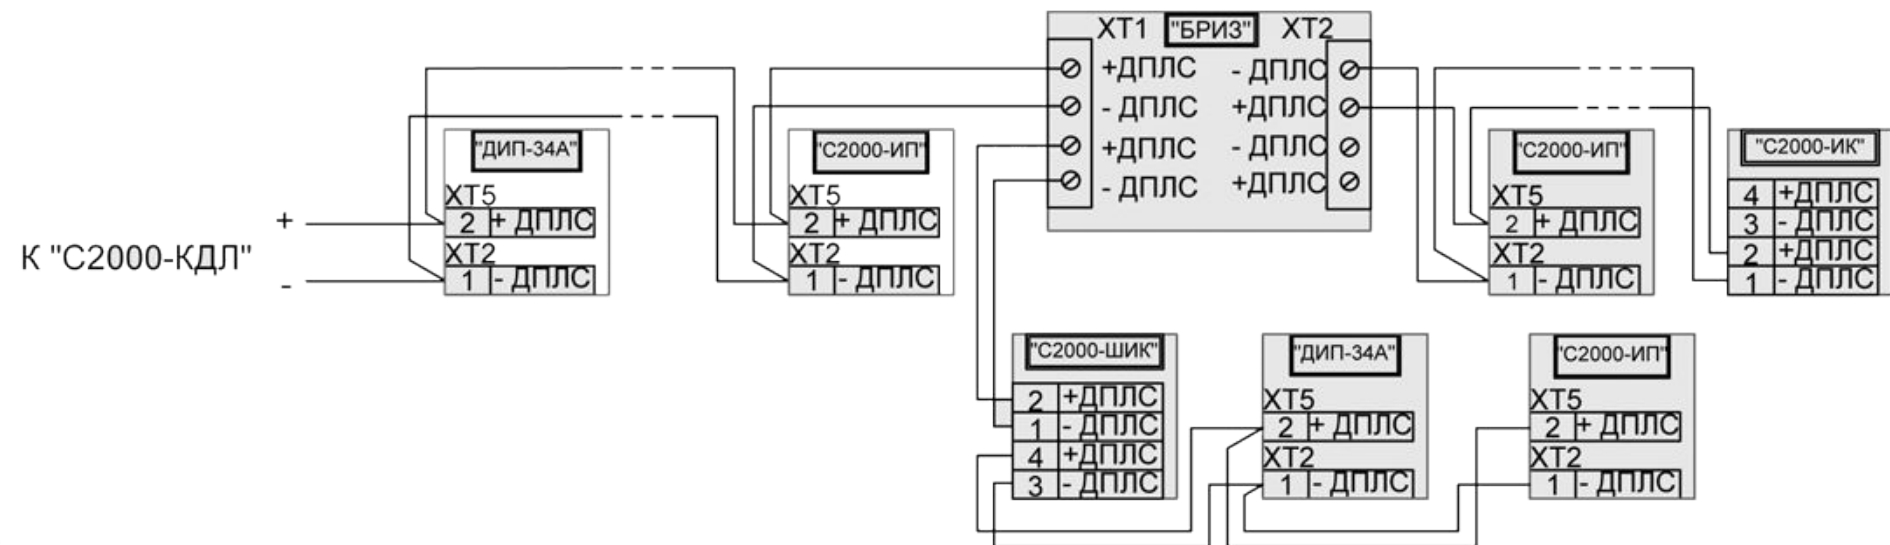 ХТ1 "БРИЗ" ХТ2
+ДПЛС - ДПЛС
- ДПЛС +ДПЛС
+ДПЛС - ДПЛС
- ДПЛС +ДПЛС
К "С2000-КДЛ"
+
-
"ДИП-34А"
ХТ5
2 + ДПЛС
ХТ2
1 - ДПЛС
"С2000-ИП"
ХТ5
2 + ДПЛС
ХТ2
1 - ДПЛС
"С2000-ИП"
ХТ5
2 + ДПЛС
ХТ2
1 - ДПЛС
"С2000-ИК"
4 +ДПЛС
3 - ДПЛС
2 +ДПЛС
1 - ДПЛС
"С2000-ШИК"
2 +ДПЛС
1 - ДПЛС
4 +ДПЛС
3 - ДПЛС
"ДИП-34А"
ХТ5
2 + ДПЛС
ХТ2
1 - ДПЛС
"С2000-ИП"
ХТ5
2 + ДПЛС
ХТ2
1 - ДПЛС